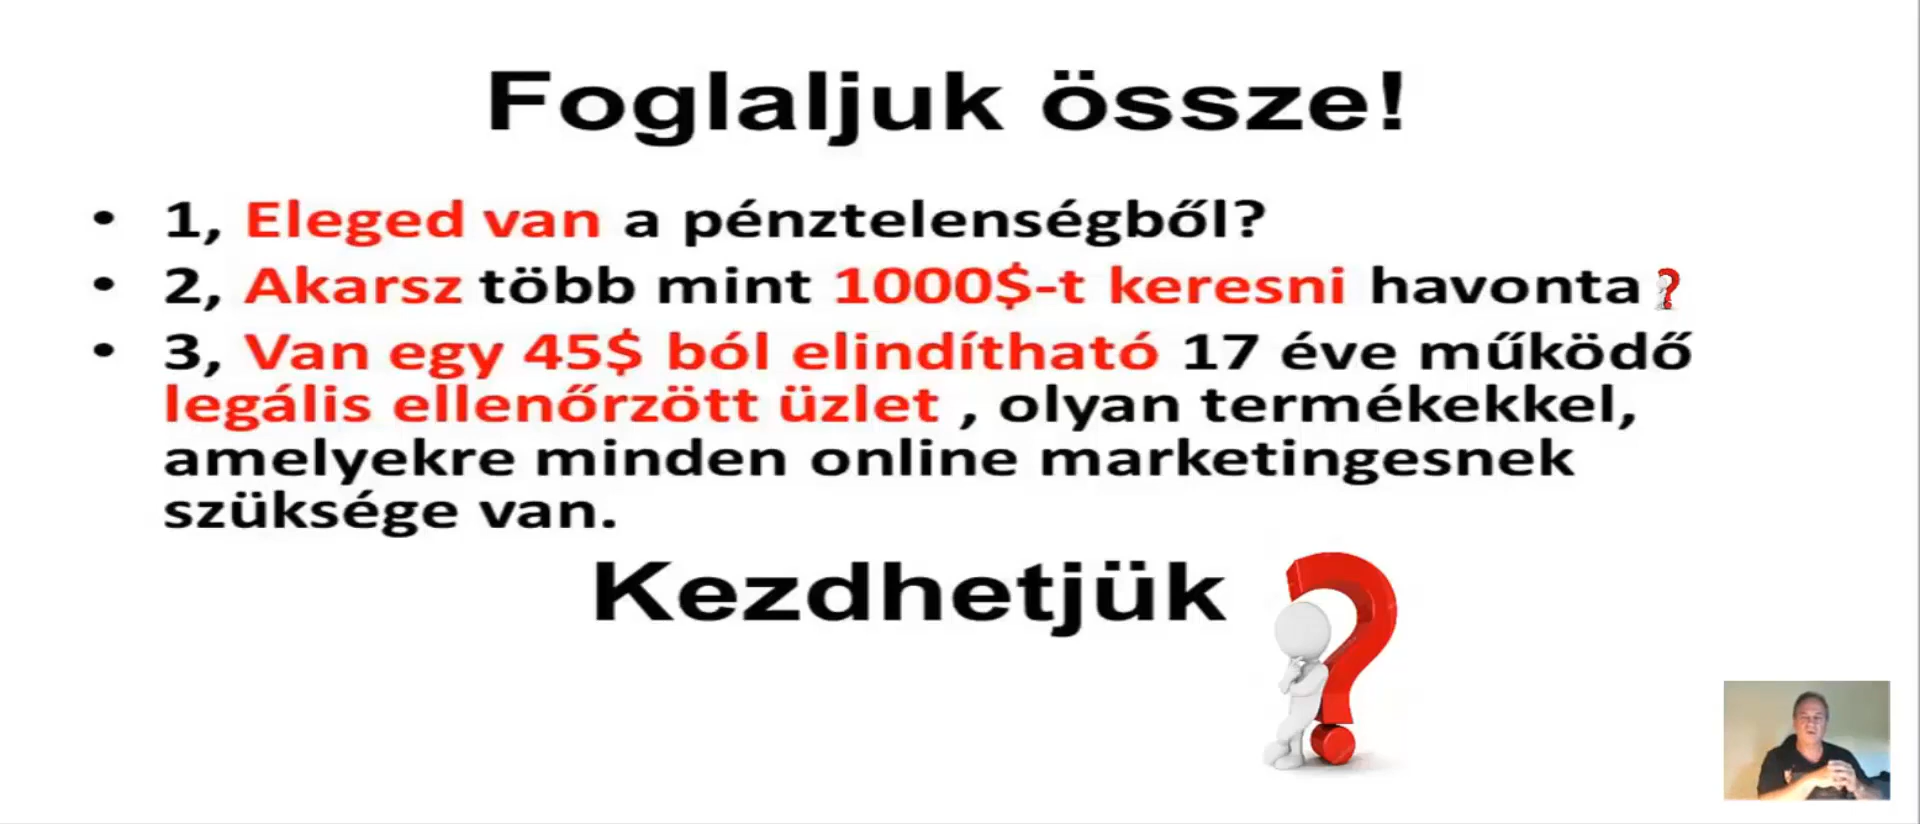 Foglaljuk össze!
• 1, Eleged van a pénztelenségből?
• 2, Akarsz több mint 1000$-t keresni havonta?
• 3, Van egy 45$ ból elindítható 17 éve működő
legális ellenőrzött üzlet , olyan termékekkel,
amelyekre minden online marketingesnek
szüksége van.
Kezdhetjük?